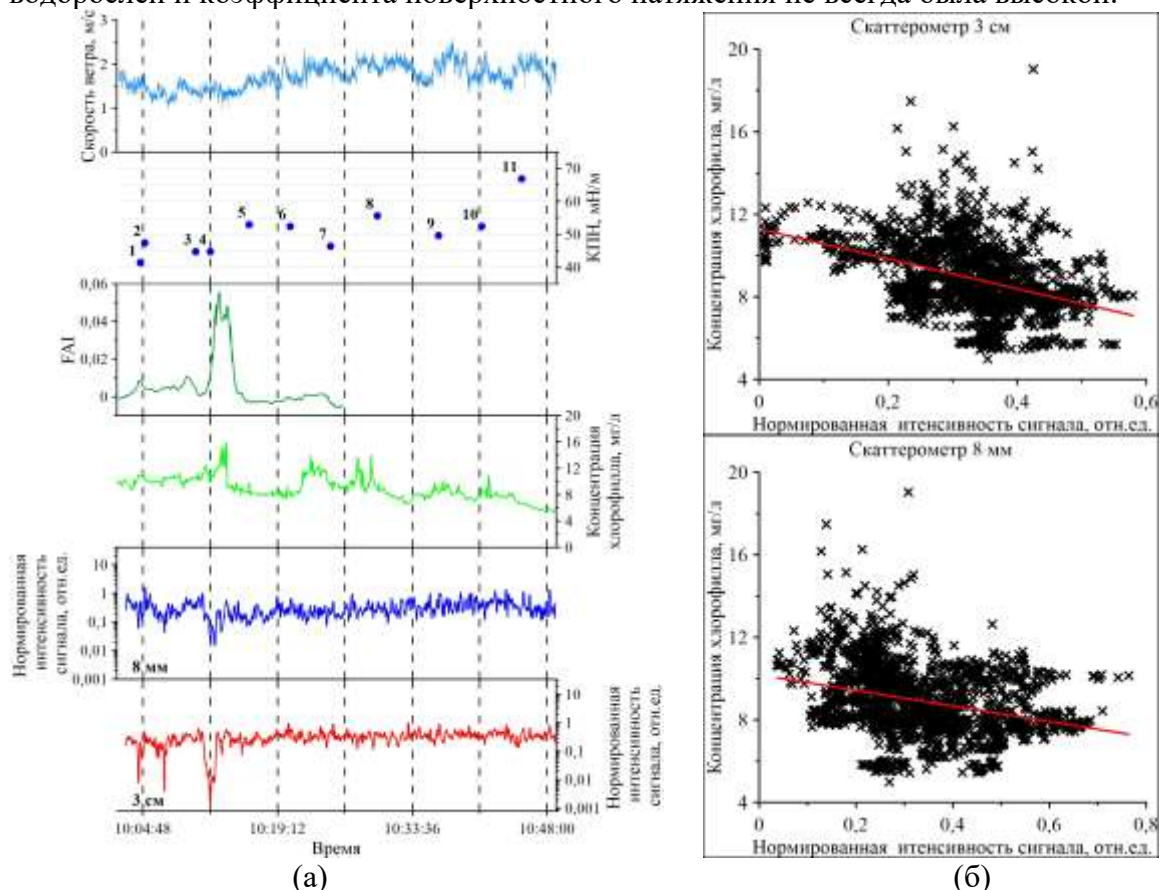 водорослей и коэффициента поверхностного натяжения не всегда была высокой.
Скорость ветра, м/с
3
2
1
0
11
8
5
6
10
9
2
7
3
4
1
70
60
50
40
КПН, мН/м
0,06
0,04
0,02
0
FAI
20
16
12
8
4
0
Концентрация
хлорофилла, мг/л
Нормированная
интенсивность
сигнала, отн.ед.
10
1
0,1
0,01
0,001
8 мм
10
1
0,1
0,01
0,001
Нормированная
интенсивность
сигнала, отн.ед.
3 см
10:04:48
10:19:12
10:33:36
10:48:00
Время
(а)
Скаттерометр 3 см
Концентрация хлорофилла, мг/л
20
16
12
8
4
0
0,2
0,4
0,6
Нормированная итенсивность сигнала, отн.ед.
Скаттерометр 8 мм
Концентрация хлорофилла, мг/л
20
16
12
8
4
0
0,2
0,4
0,6
0,8
Нормированная итенсивность сигнала, отн.ед.
(б)